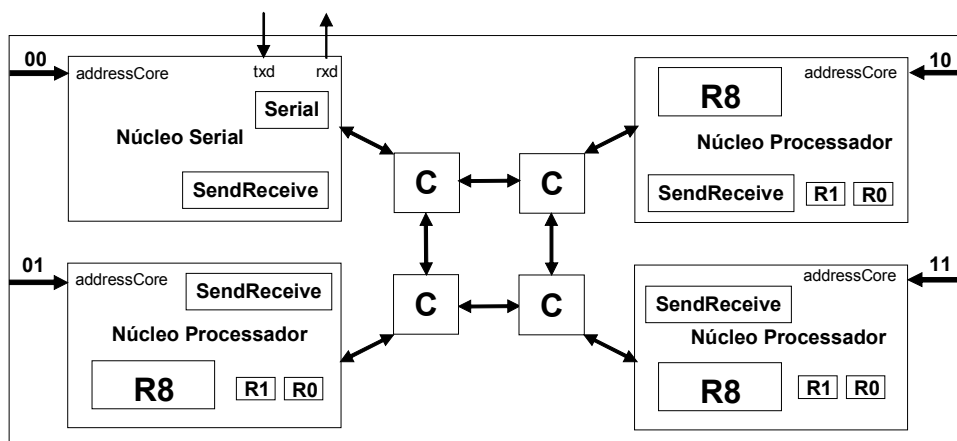 00
addressCore
txd
rxd
Serial
Núcleo Serial
SendReceive
10
addressCore
R8
Núcleo Processador
SendReceive
R1
R0
C
C
C
C
01
addressCore
SendReceive
Núcleo Processador
R8
R1
R0
11
addressCore
SendReceive
Núcleo Processador
R8
R1
R0